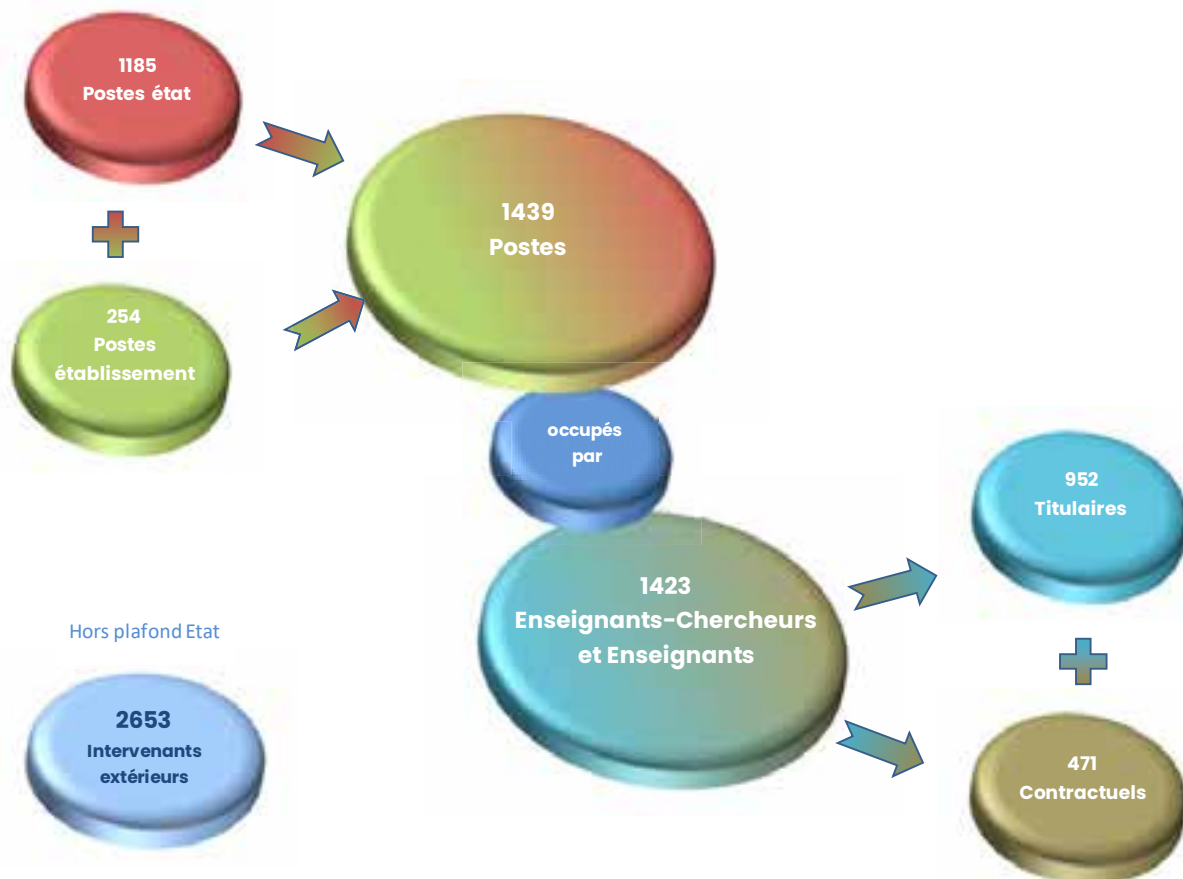 1185
Postes état
254
Postes
établissement
1439
Postes
occupés
par
1423
Enseignants-Chercheurs
et Enseignants
952
Titulaires
471
Contractuels
Hors plafond Etat
2653
Intervenants
extérieurs